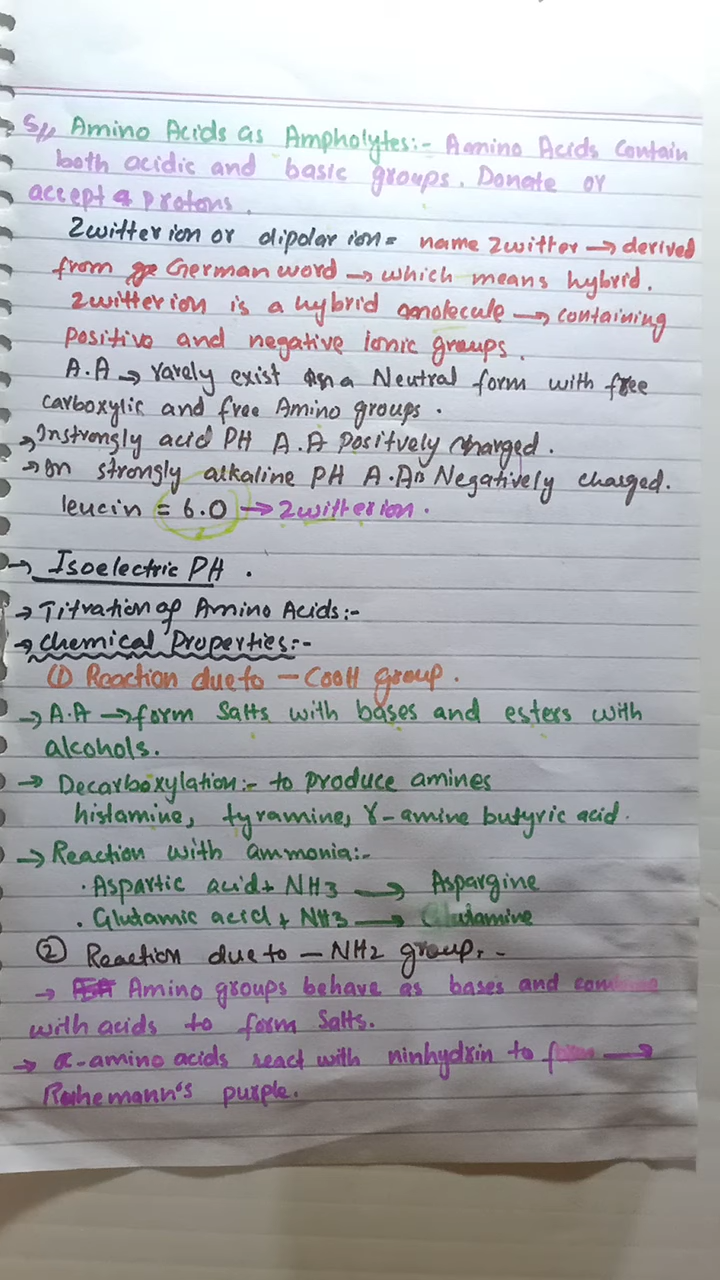 5,, Amino Acids as Ampholytes:- Amino Acids contain
both acidic and basic groups. Donate or
accept protons.
Zwitter ion or dipolar ion = name Zwitter → derived
from German word → which means hybrid.
Zwitter ion is a hybrid molecule → containing
Positive and negative ionic groups.
A.A → rarely exist in a Neutral form with free
carboxylic and free Amino groups.
→ In strongly acid PH A.A Positvely charged.
→ In strongly alkaline PH A.A Negatively charged.
leucin = 6.0 → Zwitter ion.
→ Isoelectric PH.
→ Titration of Amino Acids:-
→ Chemical Properties:-
(1) Reaction due to - CooH group.
→ A.A → form Salts with bases and esters with
alcohols.
→ Decarboxylation:- to produce amines
histamine, tyramine, γ-amine butyric acid.
→ Reaction with ammonia:-
. Aspartic acid + NH3 → Aspargine
. Glutamic acid + NH3 → Glutamine
② Reaction due to - NH2 group. -
→ Amino groups behave as bases and combine
with acids to form Salts.
→ α-amino acids react with ninhydrin to form →
Ruhemann's purple.